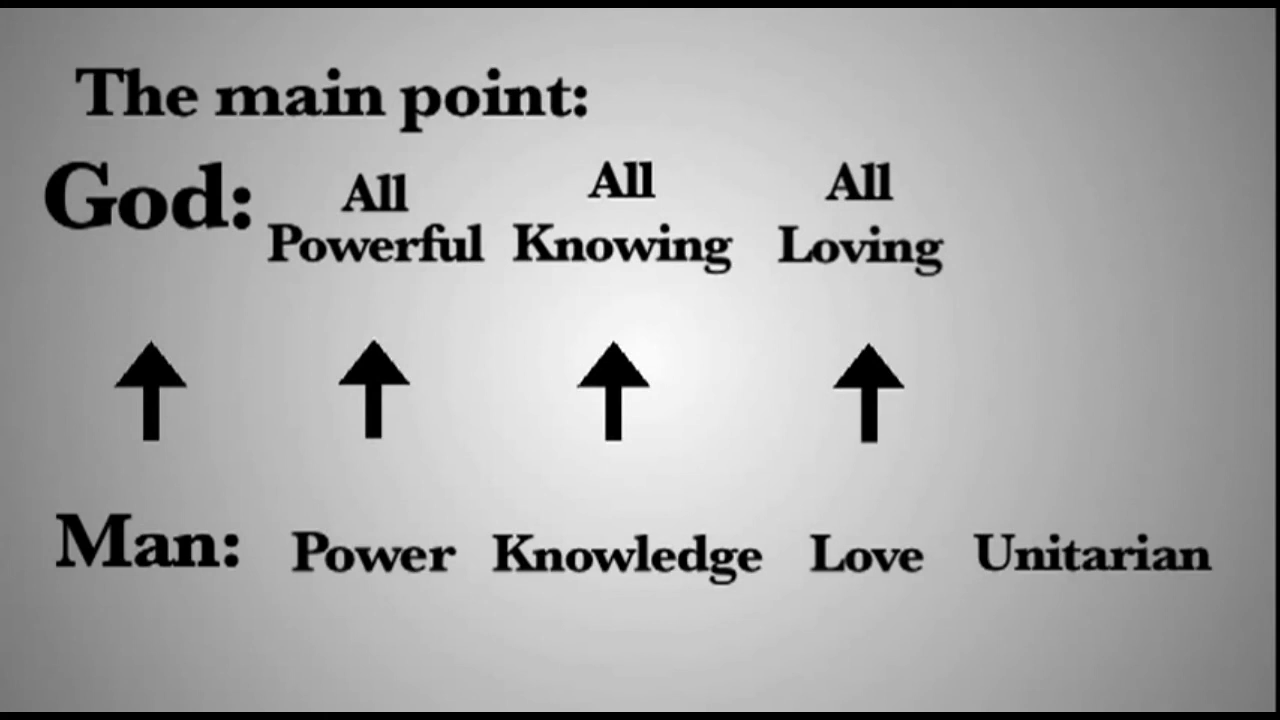 The main point:
God: All Powerful All Knowing All Loving
Man: Power Knowledge Love Unitarian